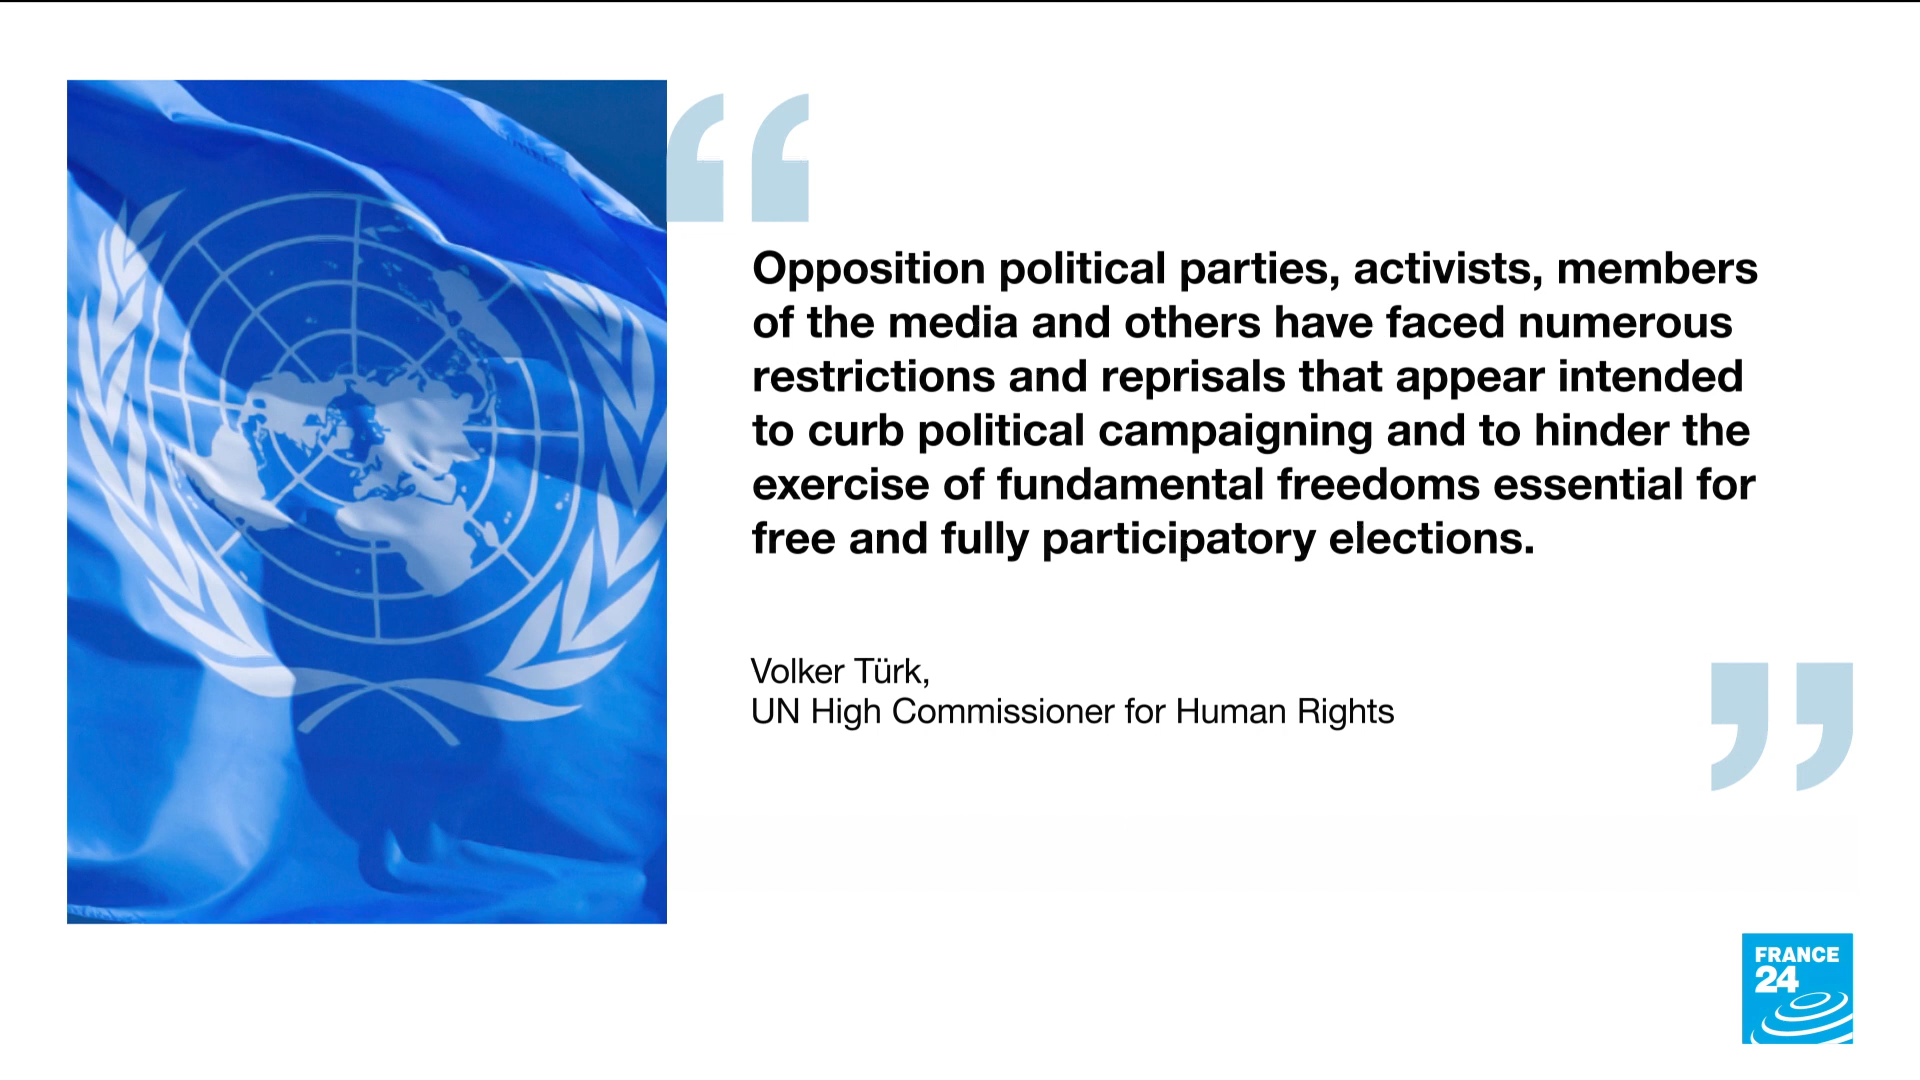 Opposition political parties, activists, members
of the media and others have faced numerous
restrictions and reprisals that appear intended
to curb political campaigning and to hinder the
exercise of fundamental freedoms essential for
free and fully participatory elections.
Volker Türk,
UN High Commissioner for Human Rights
FRANCE
24